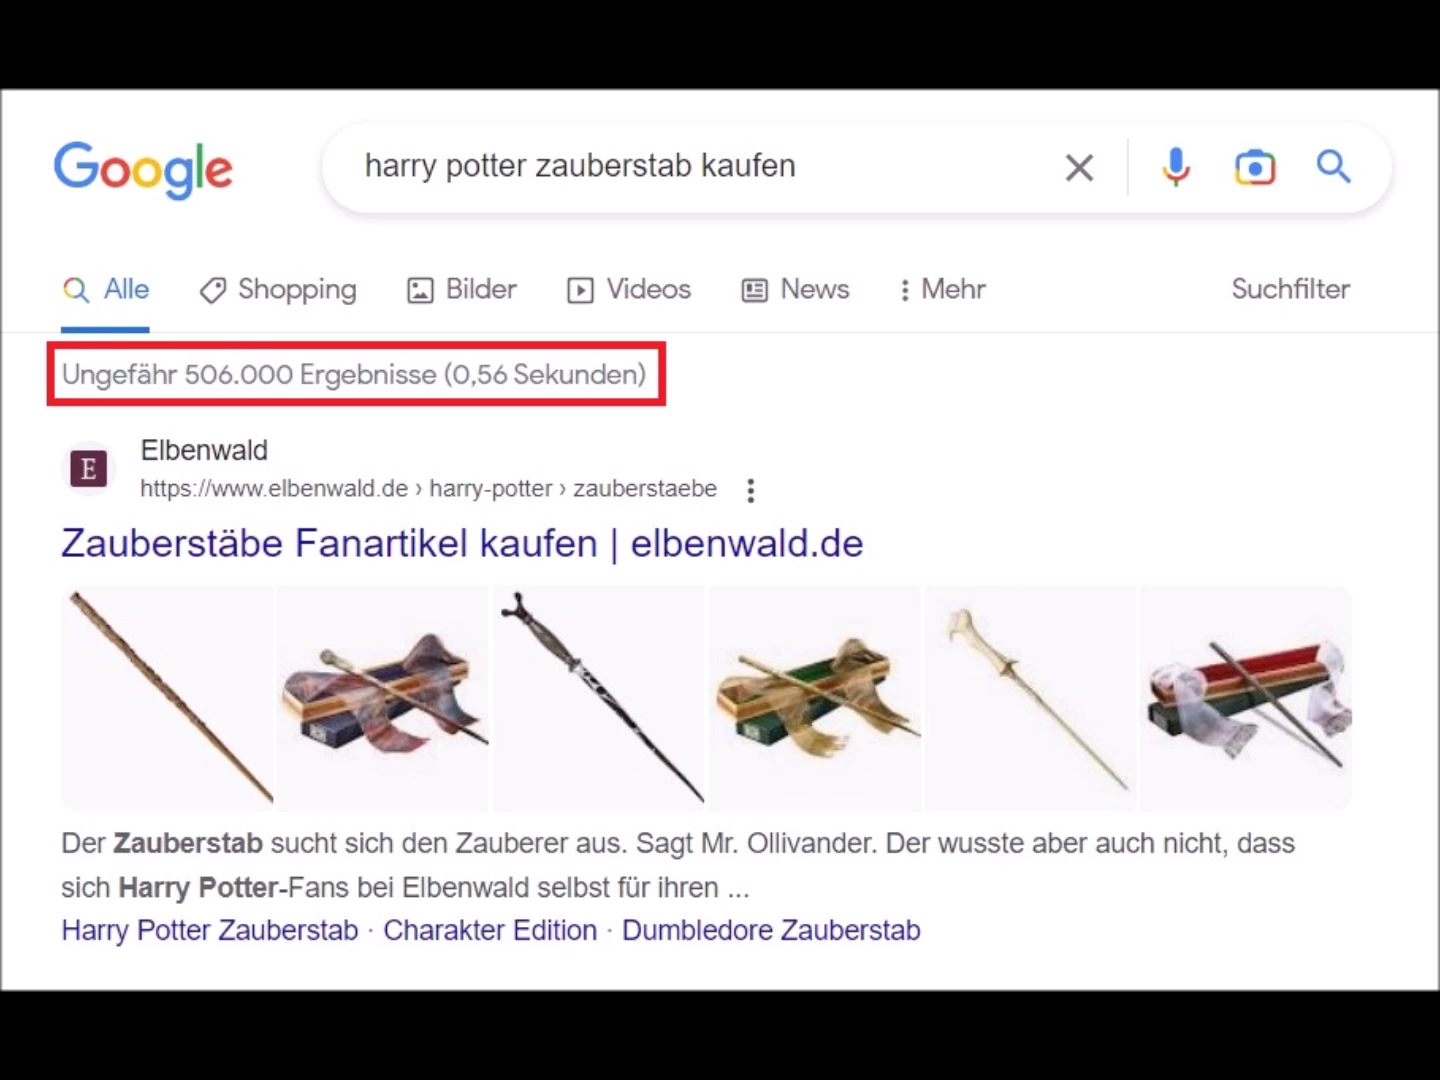 Google
harry potter zauberstab kaufen
Alle Shopping Bilder Videos News Mehr Suchfilter
Ungefähr 506.000 Ergebnisse (0,56 Sekunden)
E
Elbenwald
https://www.elbenwald.de › harry-potter › zauberstaebe
Zauberstäbe Fanartikel kaufen | elbenwald.de
Der Zauberstab sucht sich den Zauberer aus. Sagt Mr. Ollivander. Der wusste aber auch nicht, dass
sich Harry Potter-Fans bei Elbenwald selbst für ihren ...
Harry Potter Zauberstab · Charakter Edition · Dumbledore Zauberstab